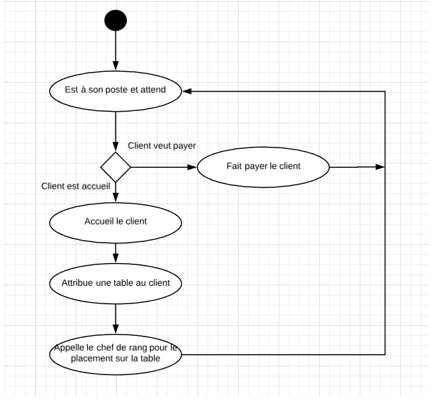 Est à son poste et attend
Client veut payer
Fait payer le client
Client est accueil
Accueil le client
Attribue une table au client
Appelle le chef de rang pour le
placement sur la table